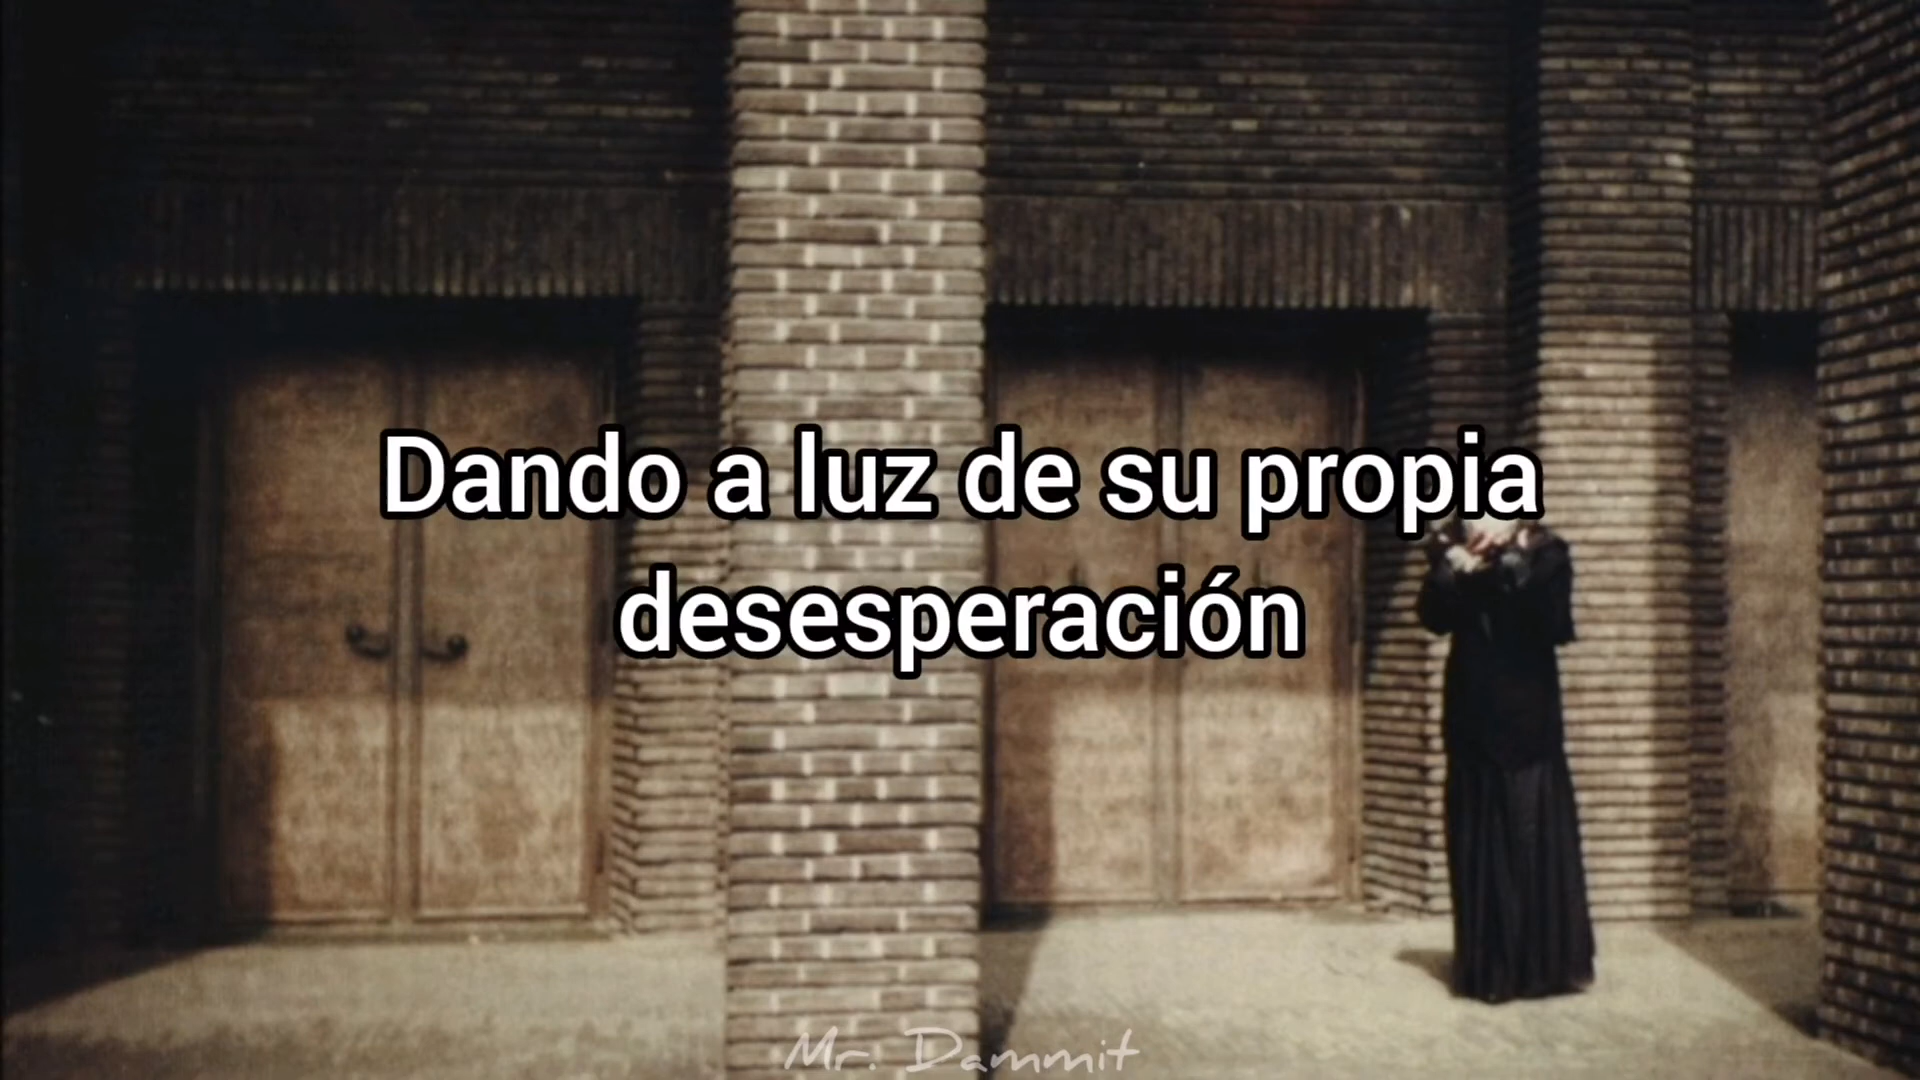 Dando a luz de su propia
desesperación
Mr. Dammit